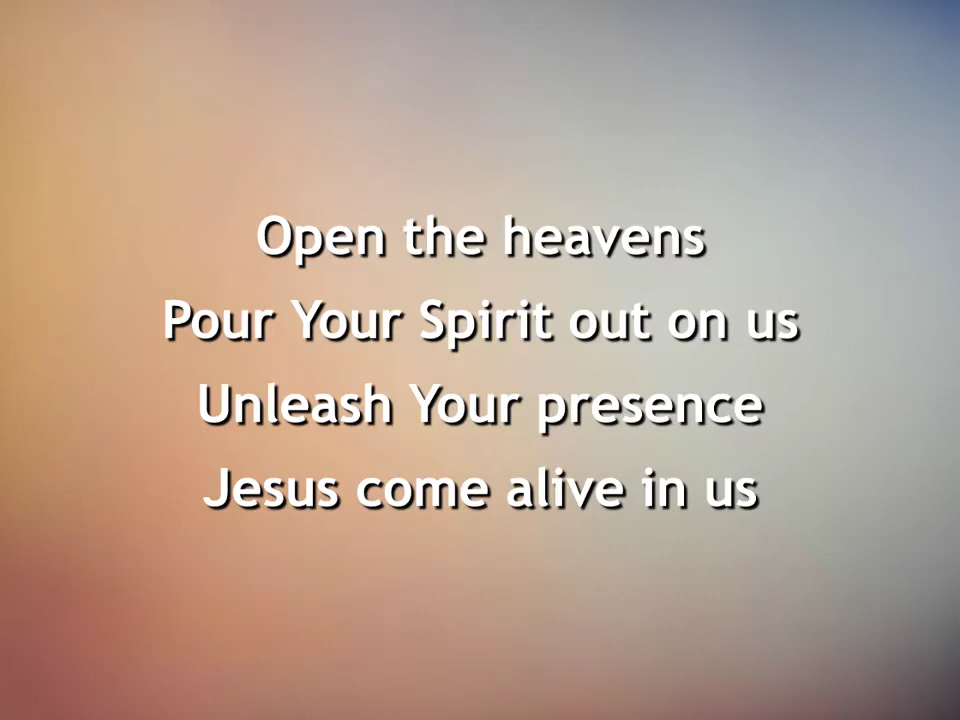 Open the heavens
Pour Your Spirit out on us
Unleash Your presence
Jesus come alive in us